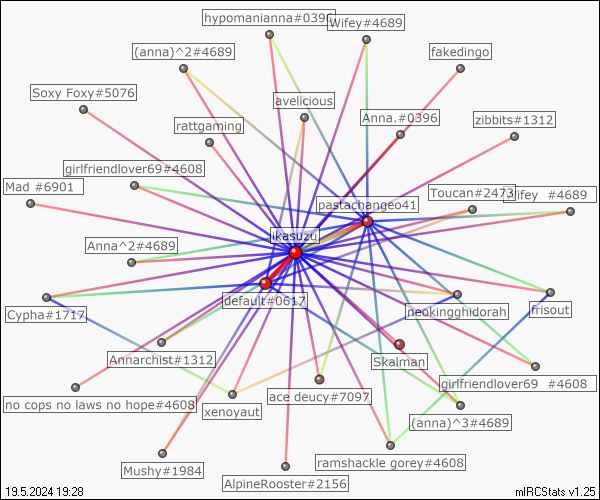 hypomanianna#0396
Wifey#4689
(anna)^2#4689
fakedingo
Soxy Foxy#5076
avelicious
Anna.#0396
zibbits#1312
rattgaming
girlfriendlover69#4608
Mad #6901
Toucan#2473
Wifey #4689
pastachangeo41
likasuzu
Anna^2#4689
default#0617
Cypha#1717
neokingghidorah
frisout
Annarchist#1312
Skalman
girlfriendlover69 #4608
no cops no laws no hope#4608
xenoyaut
ace deucy#7097
(anna)^3#4689
Mushy#1984
AlpineRooster#2156
ramshackle gorey#4608
19.5.2024 19:28
mIRCStats v1.25